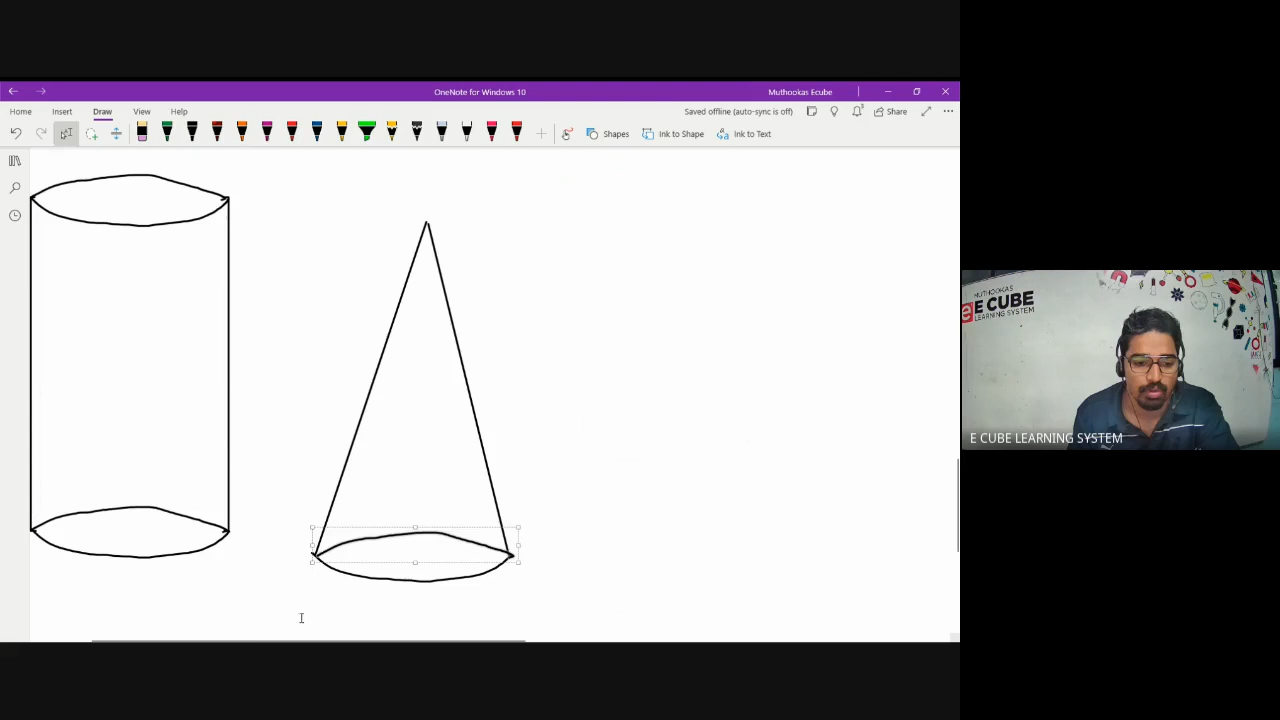 OneNote for Windows 10
Muthookas Ecube
Home Insert Draw View Help
Saved offline (auto-sync is off)
Share
Shapes
Ink to Shape
Ink to Text
MUTHOOKAS
e E CUBE
LEARNING SYSTEM
E CUBE LEARNING SYSTEM